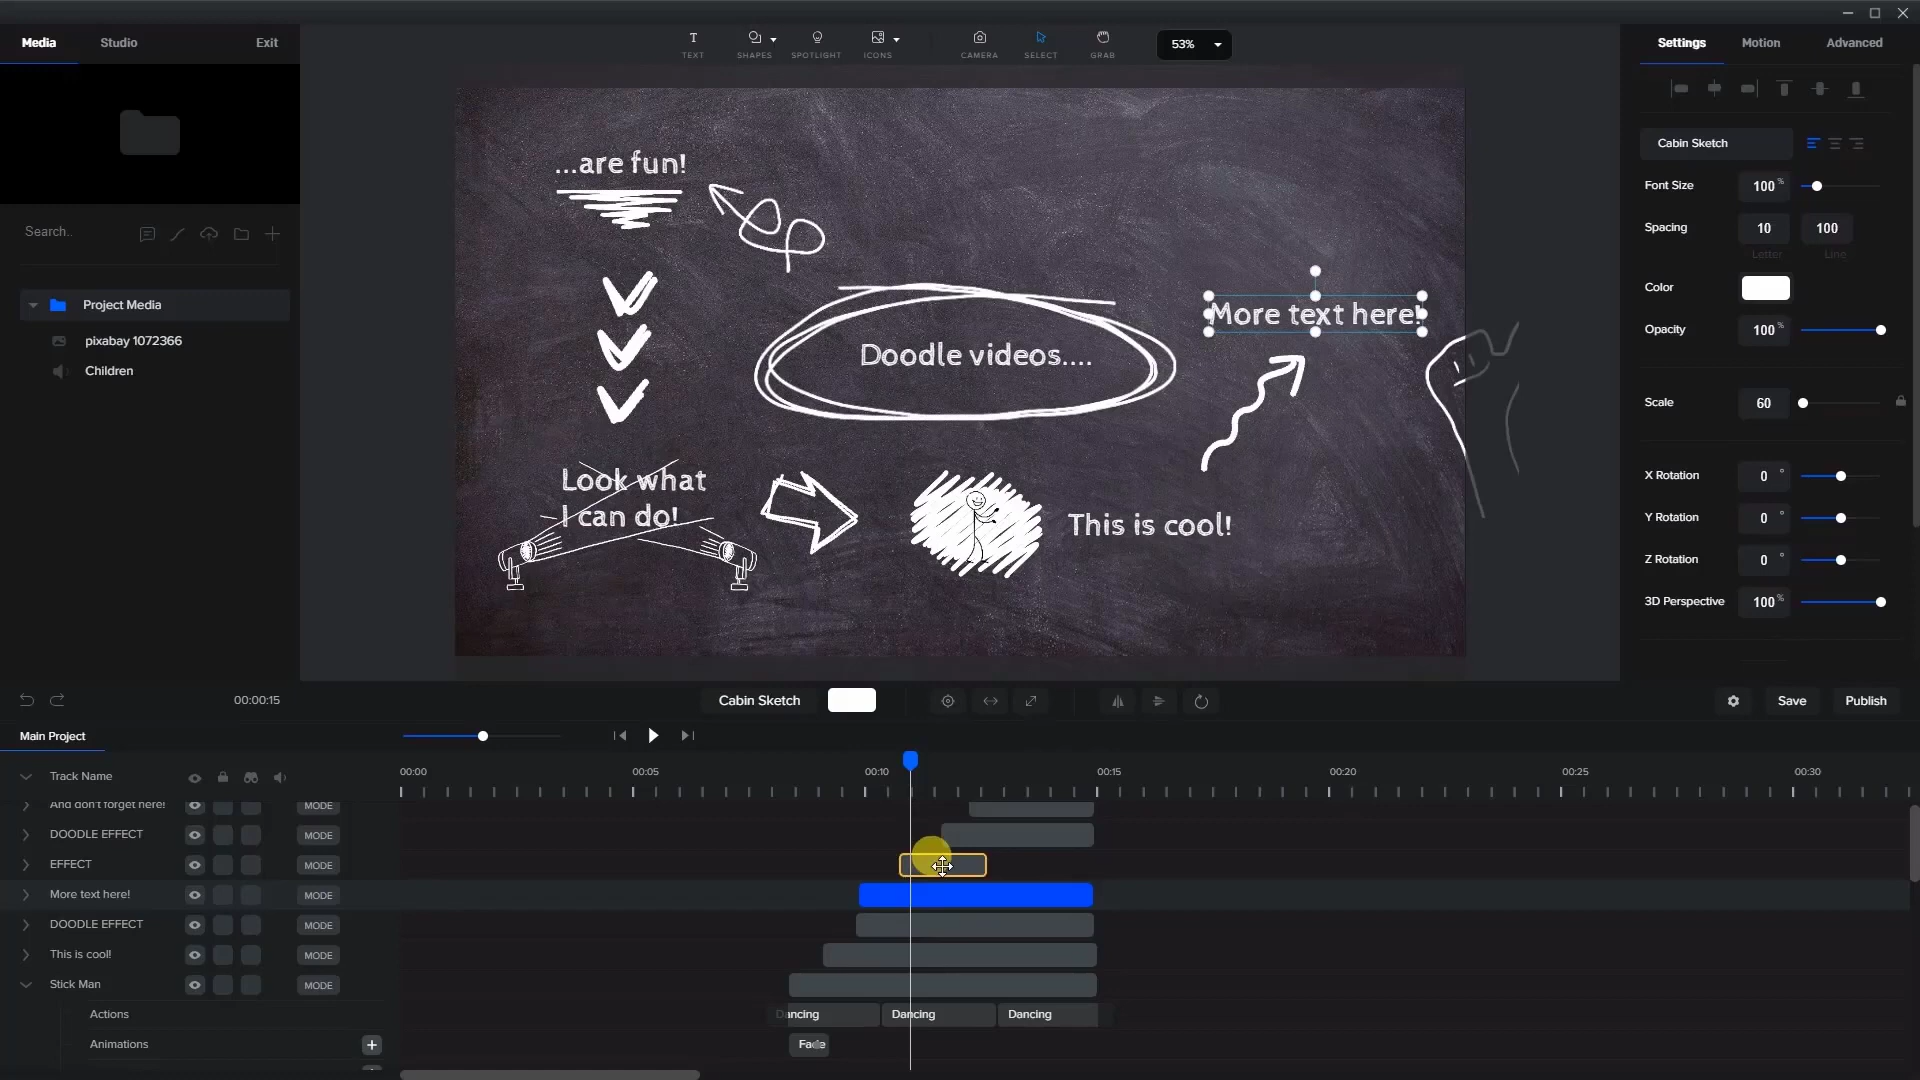 Media Studio Exit
TEXT SHAPES SPOTLIGHT ICONS CAMERA SELECT GRAB 53%
Settings Motion Advanced
Search..
Project Media
pixabay 1072366
Children
...are fun!
Doodle videos....
More text here!
Look what
I can do!
This is cool!
Cabin Sketch
Font Size 100 %
Spacing 10 100
Letter Line
Color
Opacity 100 %
Scale 60
X Rotation 0 °
Y Rotation 0 °
Z Rotation 0 °
3D Perspective 100 %
00:00:15 Cabin Sketch Save Publish
Main Project
Track Name 00:00 00:05 00:10 00:15 00:20 00:25 00:30
And don't forget here! MODE
DOODLE EFFECT MODE
EFFECT MODE
More text here! MODE
DOODLE EFFECT MODE
This is cool! MODE
Stick Man MODE
Actions Dancing Dancing Dancing
Animations + Fade